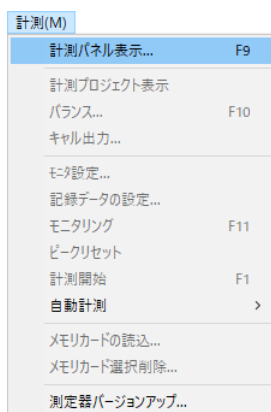 計測(M)
計測パネル表示... F9
計測プロジェクト表示
バランス... F10
キャル出力...
ﾓﾆﾀ設定...
記録データの設定...
モニタリング F11
ピークリセット
計測開始 F1
自動計測
メモリカードの読込...
メモリカード選択削除...
測定器バージョンアップ...